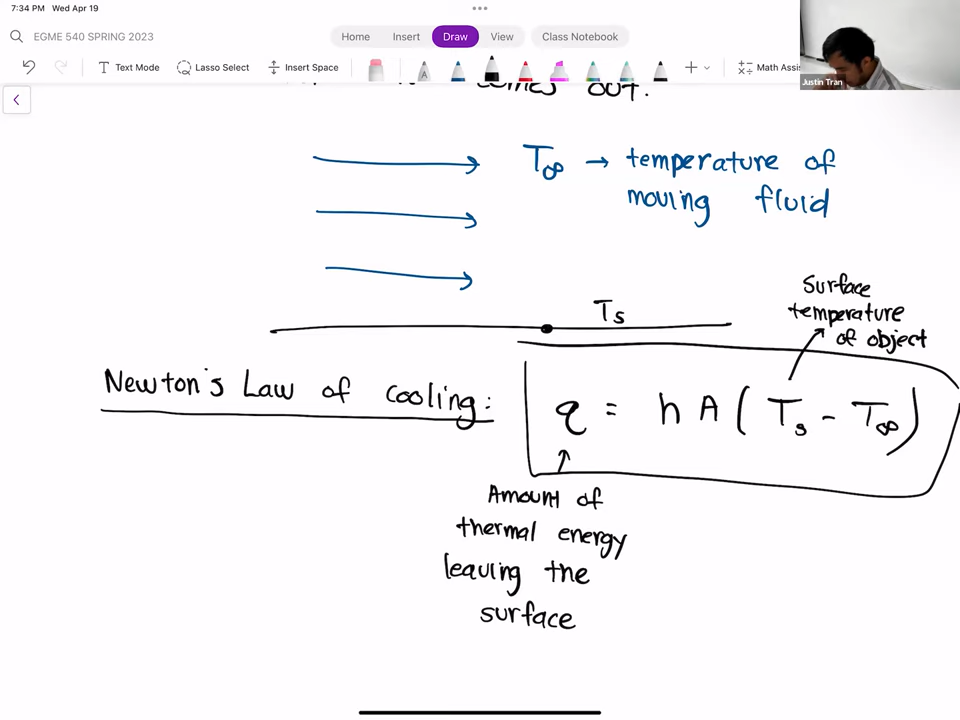 7:34 PM Wed Apr 19
EGME 540 SPRING 2023
Home Insert Draw View Class Notebook
Text Mode Lasso Select Insert Space Math Assis
Justin Tran
comes out.
T∞ → temperature of
moving fluid
Surface
temperature
of object
Ts
Newton's Law of cooling:
q = h A ( Ts - T∞ )
Amount of
thermal energy
leaving the
surface